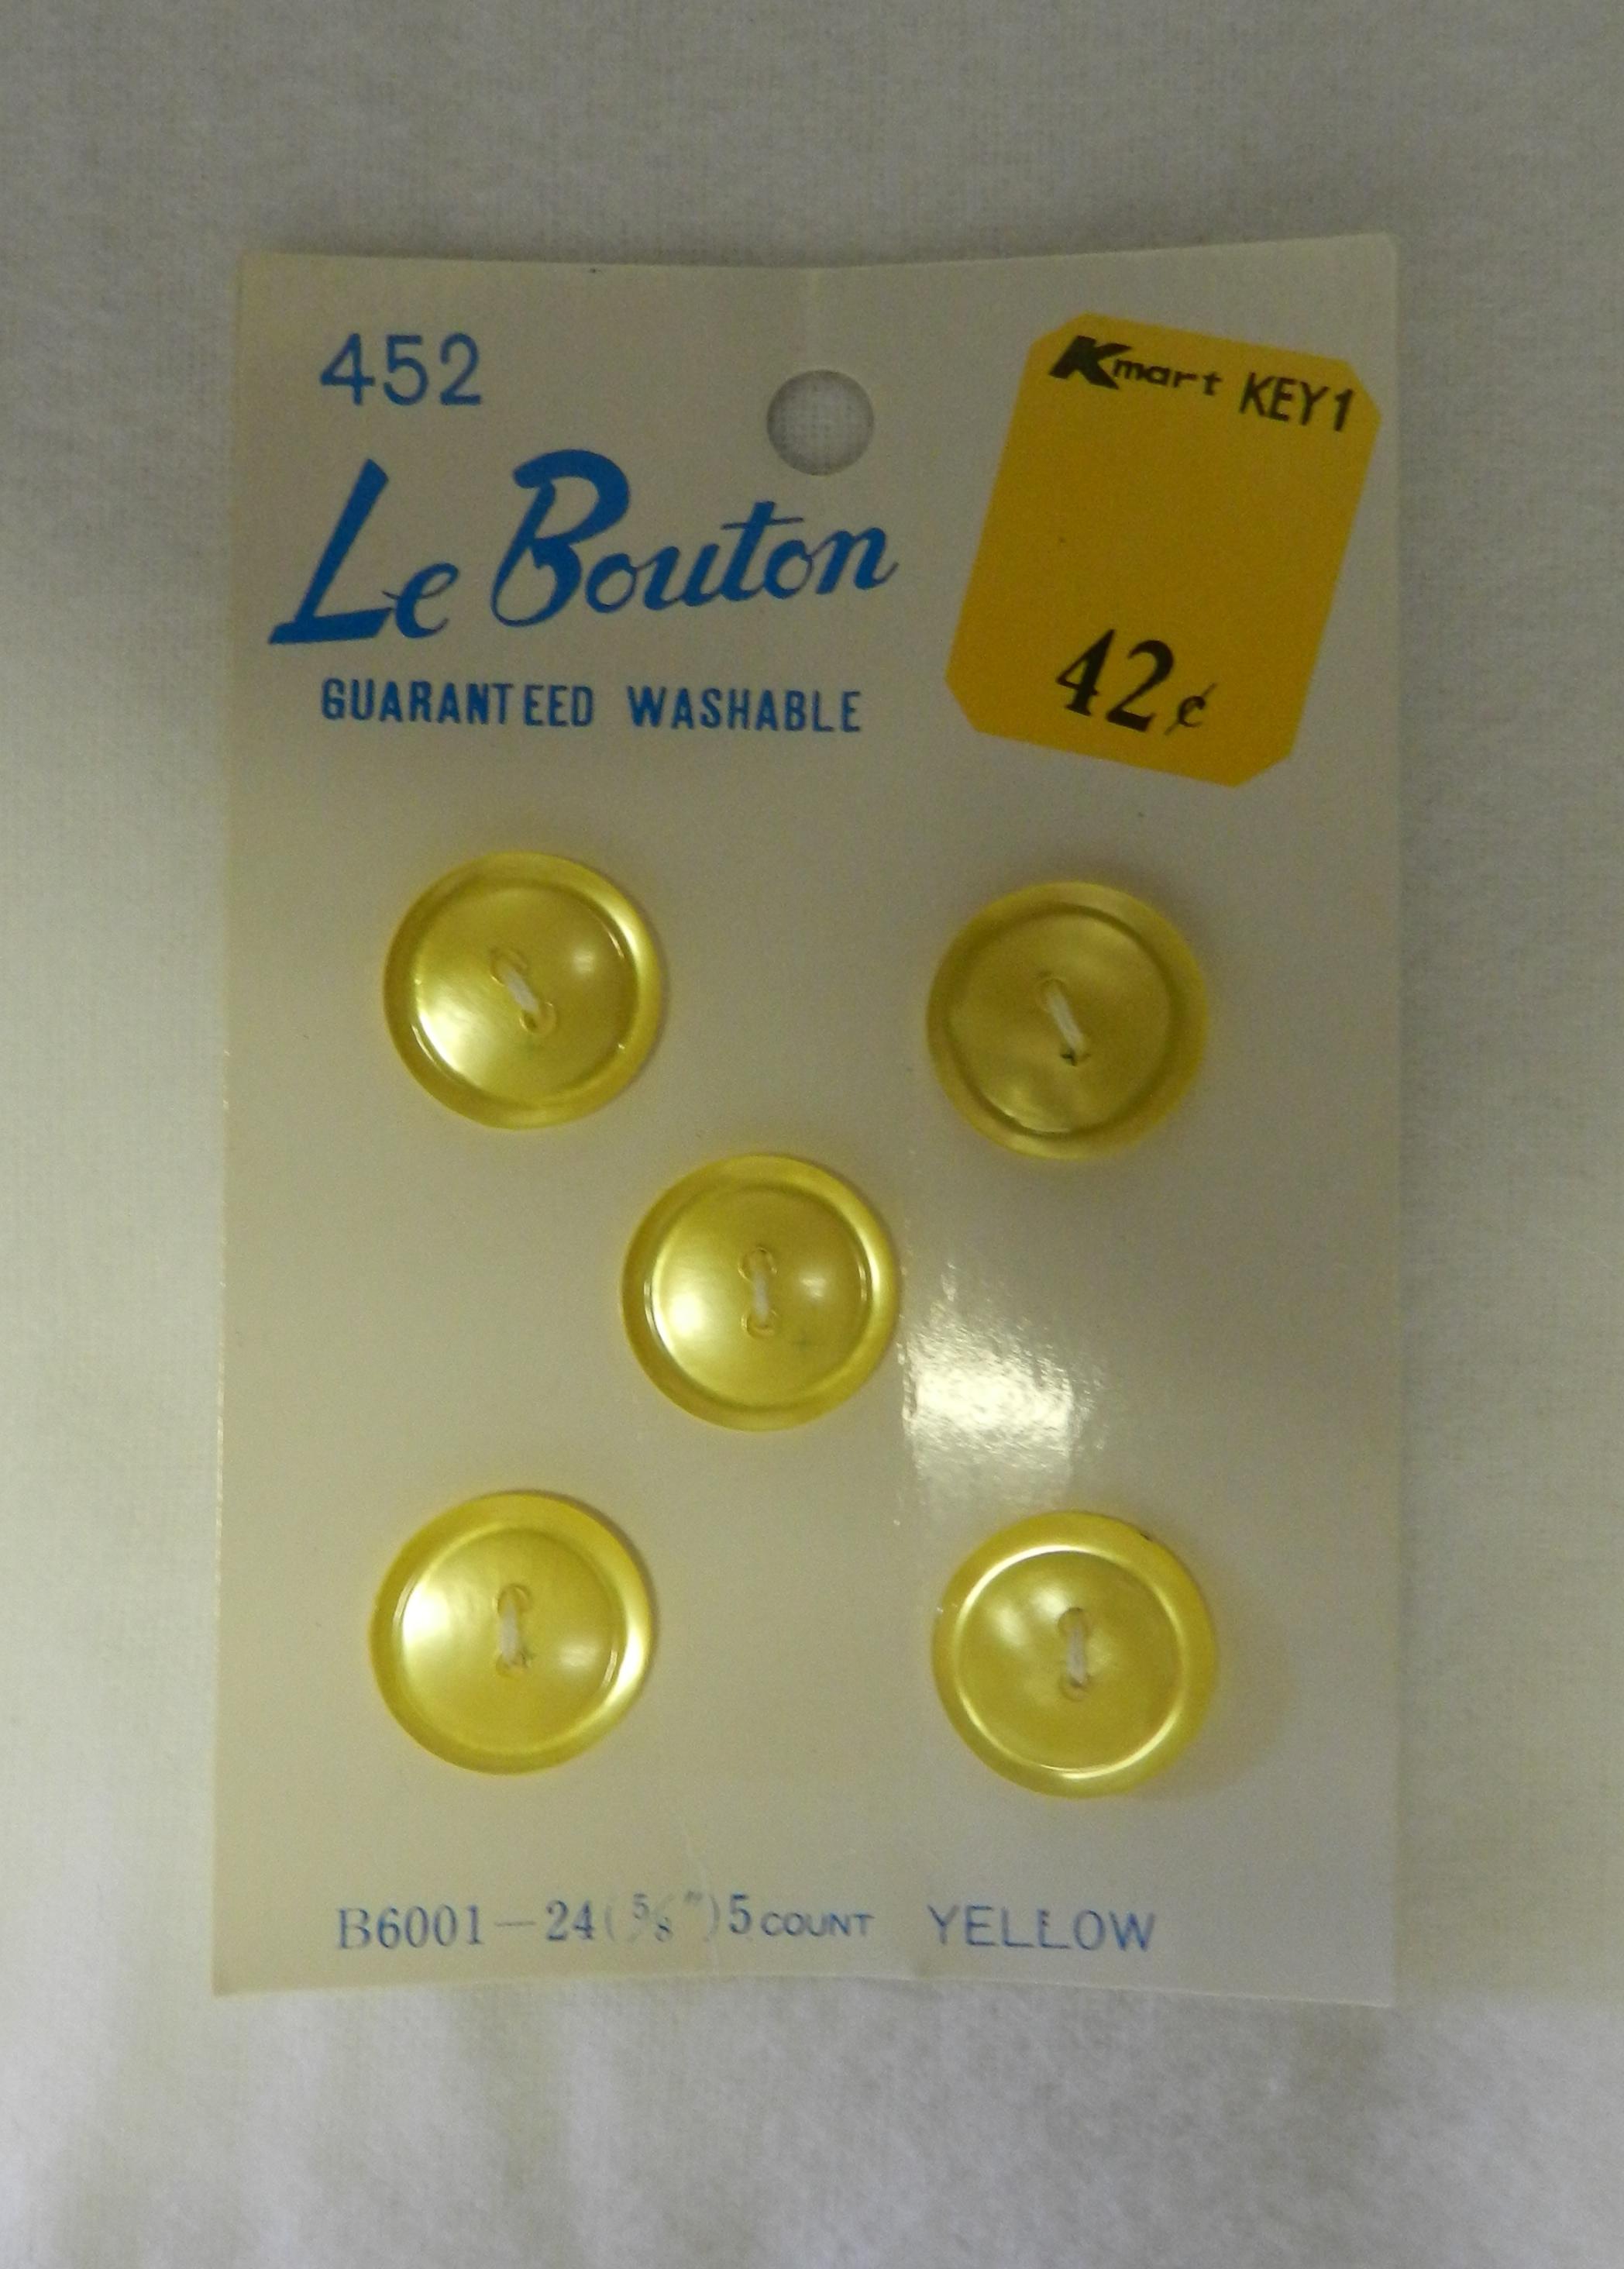 452
Kmart KEY1
Le Bouton
42¢
GUARANTEED WASHABLE
B6001-24(5/8")5 COUNT YELLOW